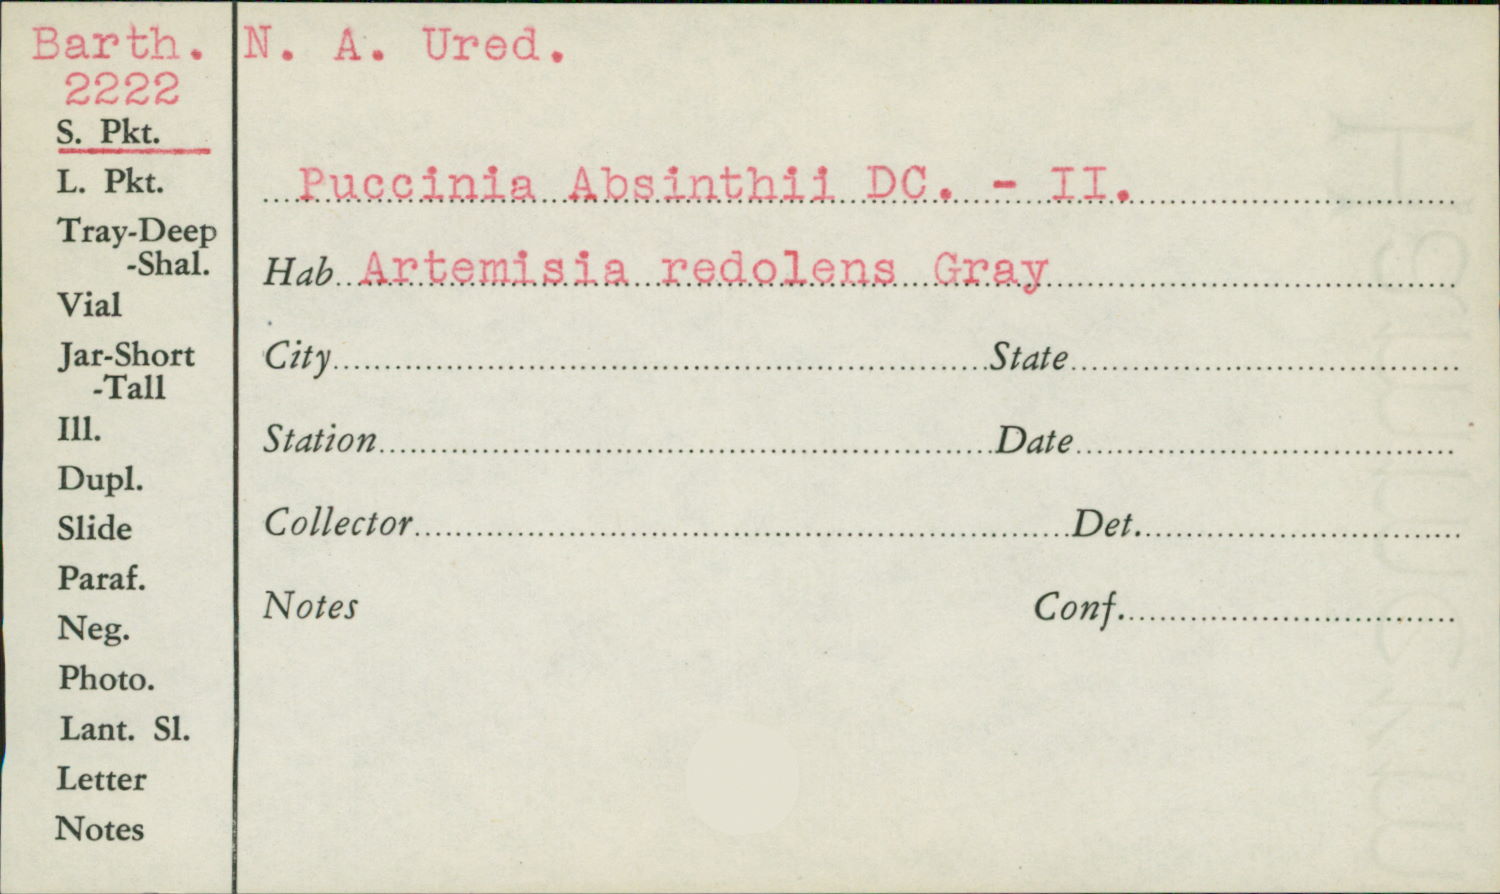 Barth. N. A. Ured.
2222
S. Pkt.
L. Pkt.
Tray-Deep
-Shal.
Vial
Jar-Short
-Tall
Ill.
Dupl.
Slide
Paraf.
Neg.
Photo.
Lant. Sl.
Letter
Notes
Puccinia Absinthii DC. - II.
Hab Artemisia redolens Gray
City State
Station Date
Collector Det.
Notes Conf.